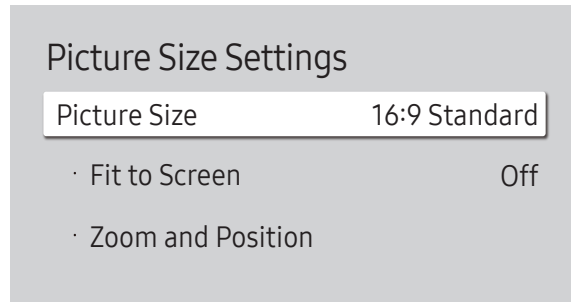 Picture Size Settings
Picture Size 16:9 Standard
· Fit to Screen Off
· Zoom and Position